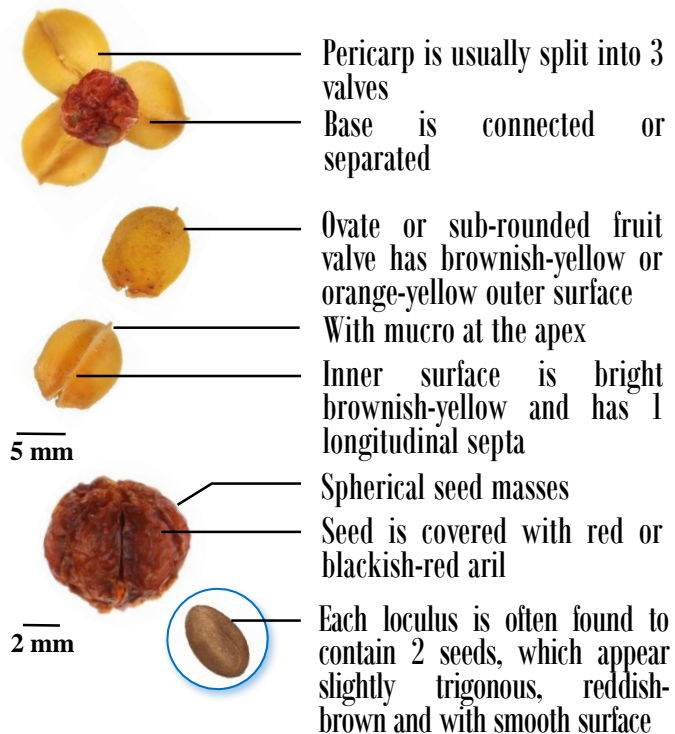 Pericarp is usually split into 3
valves
Base is connected or
separated
Ovate or sub-rounded fruit
valve has brownish-yellow or
orange-yellow outer surface
With mucro at the apex
Inner surface is bright
brownish-yellow and has 1
longitudinal septa
5 mm
Spherical seed masses
Seed is covered with red or
blackish-red aril
2 mm
Each loculus is often found to
contain 2 seeds, which appear
slightly trigonous, reddish-
brown and with smooth surface